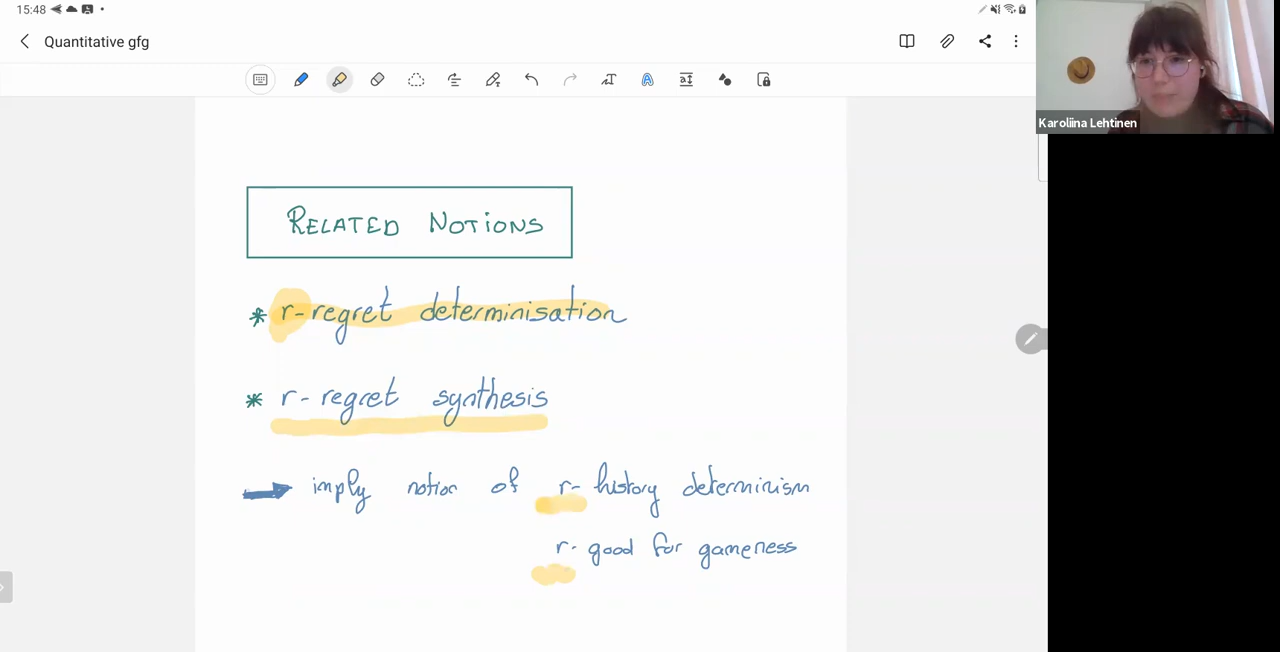 15:48
Quantitative gfg
Karoliina Lehtinen
RELATED NOTIONS
* r-regret determinisation
* r-regret synthesis
→ imply notion of r-history determinism
r-good for gameness